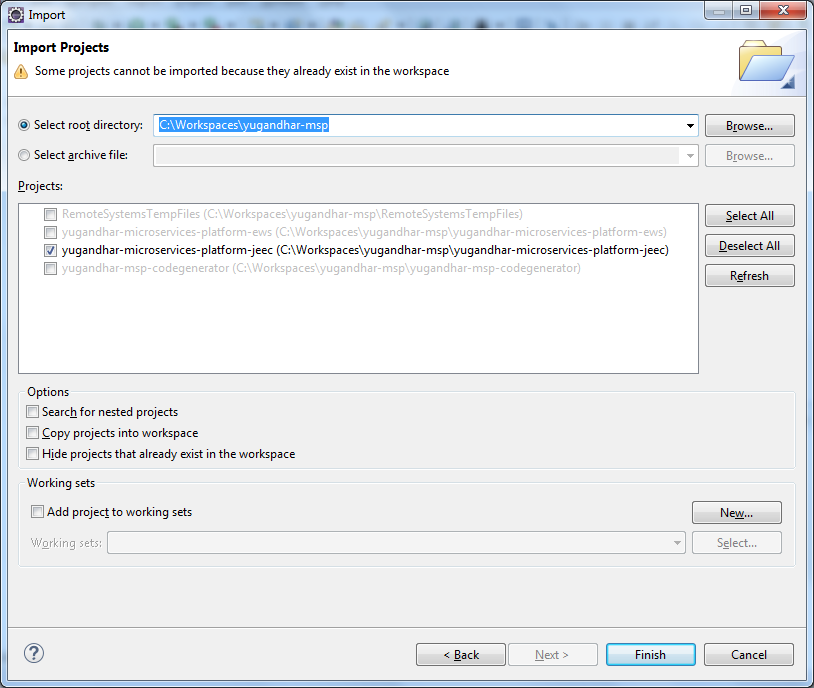 Import
Import Projects
Some projects cannot be imported because they already exist in the workspace
Select root directory: C:\Workspaces\yugandhar-msp Browse...
Select archive file: Browse...
Projects:
RemoteSystemsTempFiles (C:\Workspaces\yugandhar-msp\RemoteSystemsTempFiles)
yugandhar-microservices-platform-ews (C:\Workspaces\yugandhar-msp\yugandhar-microservices-platform-ews)
yugandhar-microservices-platform-jeec (C:\Workspaces\yugandhar-msp\yugandhar-microservices-platform-jeec)
yugandhar-msp-codegenerator (C:\Workspaces\yugandhar-msp\yugandhar-msp-codegenerator)
Select All
Deselect All
Refresh
Options
Search for nested projects
Copy projects into workspace
Hide projects that already exist in the workspace
Working sets
Add project to working sets New...
Working sets: Select...
? < Back Next > Finish Cancel